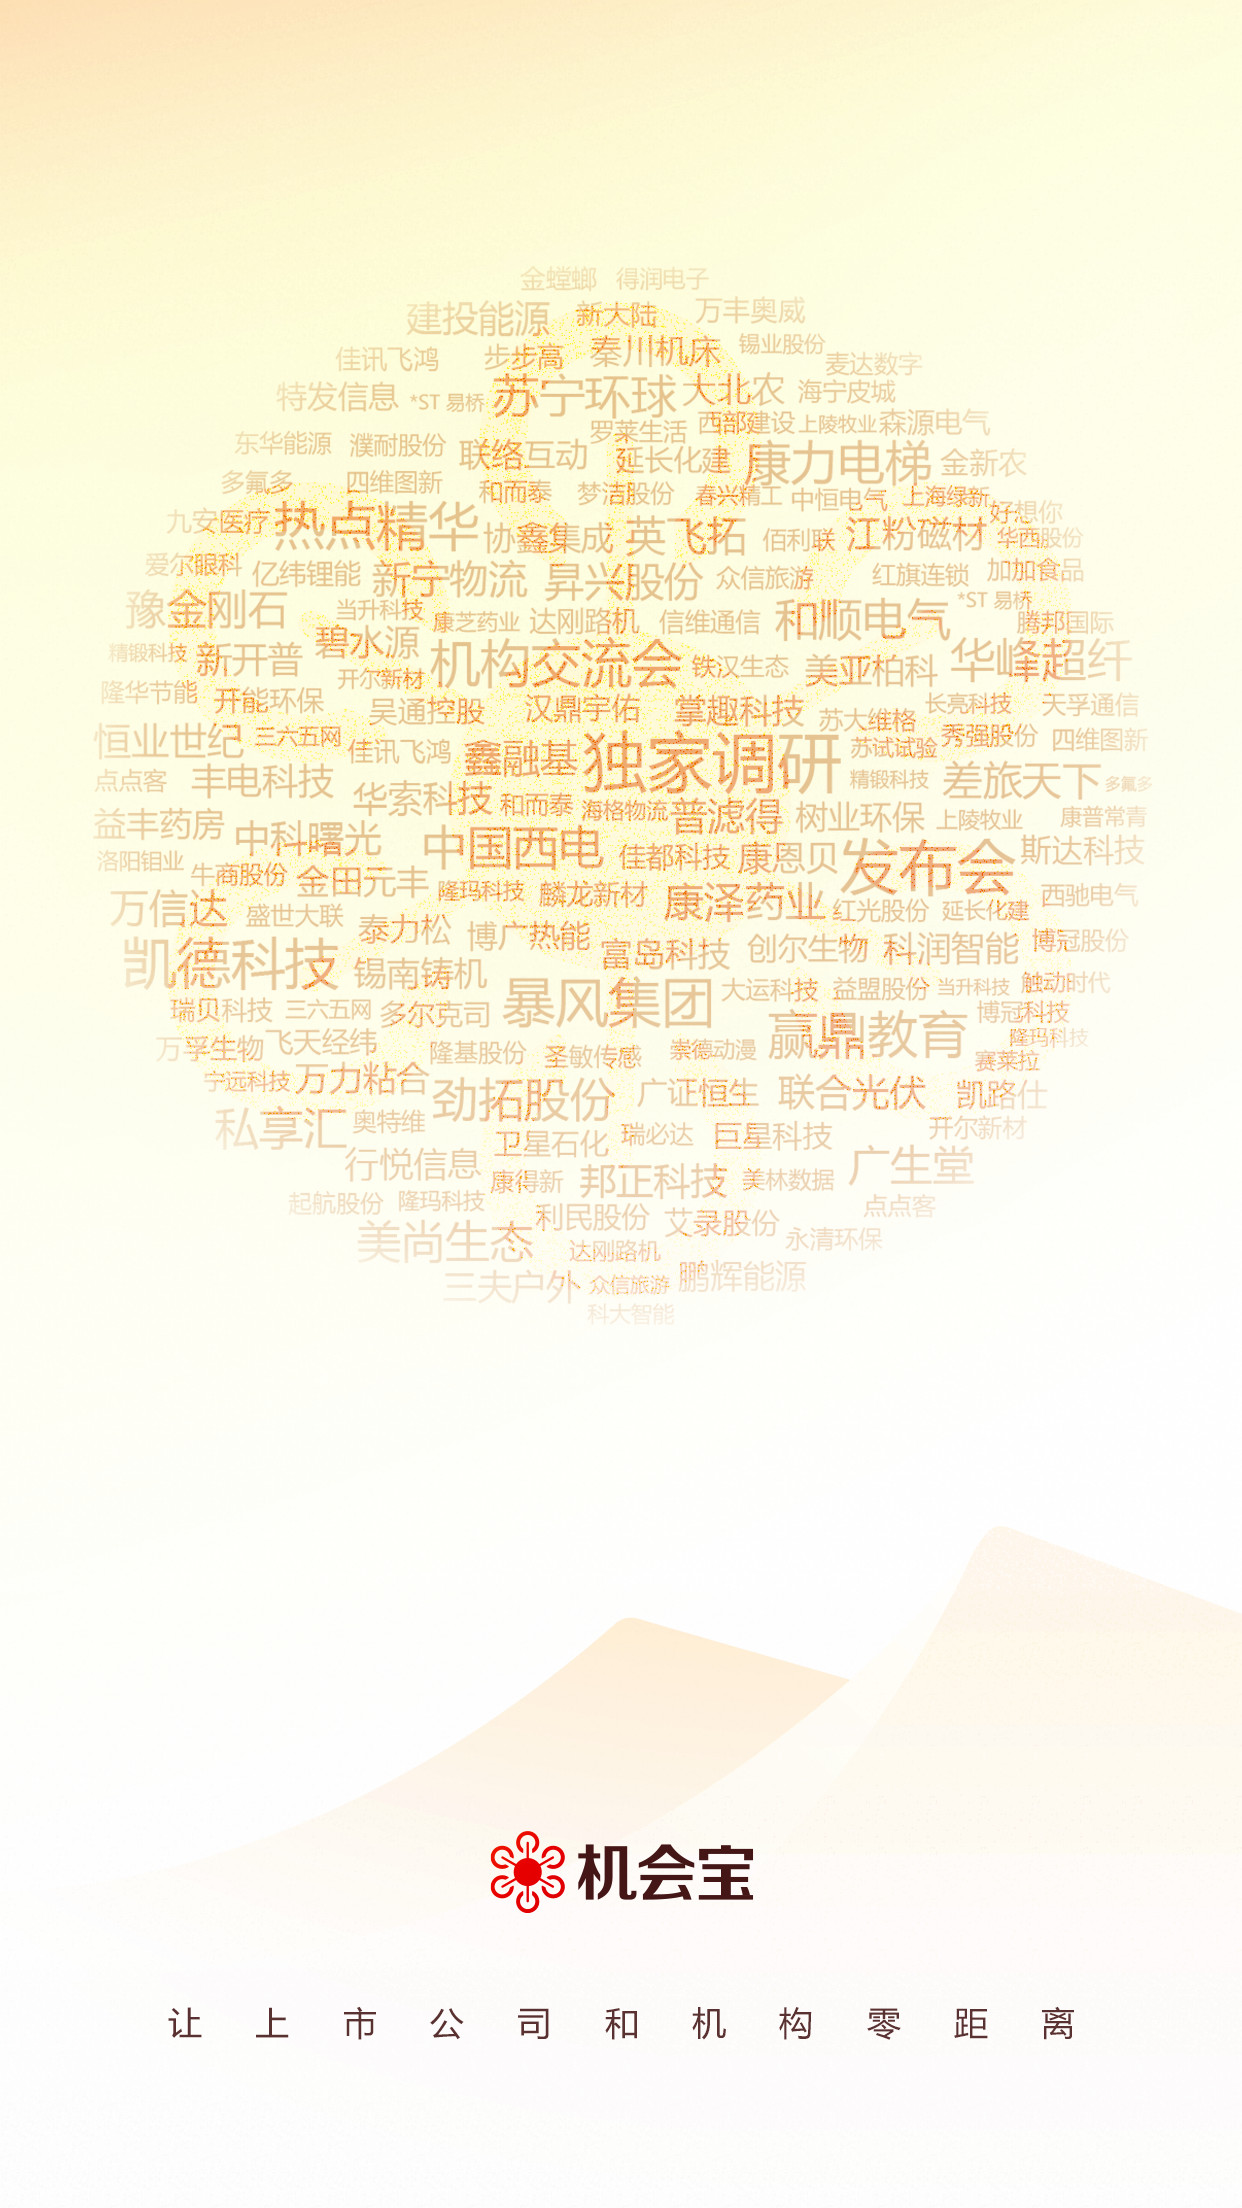 金螳螂 得润电子
建投能源 新大陆 万丰奥威
佳讯飞鸿 步步高 秦川机床 锡业股份 麦达数字
特发信息 *ST 易桥 苏宁环球 大北农 海宁皮城
罗莱生活 西部建设 上陵牧业 森源电气
东华能源 濮耐股份 联络互动 延长化建 康力电梯 金新农
多氟多 四维图新 和而泰 梦洁股份 春兴精工 中恒电气 上海绿新 好想你
九安医疗 热点精华 协鑫集成 英飞拓 佰利联 江粉磁材 华西股份
爱尔眼科 亿纬锂能 新宁物流 昇兴股份 众信旅游 红旗连锁 加加食品
豫金刚石 当升科技 康芝药业 达刚路机 信维通信 和顺电气 *ST 易桥 腾邦国际
精锻科技 新开普 碧水源 机构交流会 铁汉生态 美亚柏科 华峰超纤
隆华节能 开能环保 开尔新材 吴通控股 汉鼎宇佑 掌趣科技 苏大维格 长亮科技 天孚通信
恒业世纪 三六五网 佳讯飞鸿 鑫融基 独家调研 苏试试验 秀强股份 四维图新
点点客 丰电科技 华索科技 和而泰 海格物流 普滤得 精锻科技 差旅天下 多氟多
益丰药房 中科曙光 中国西电 佳都科技 康恩贝 树业环保 上陵牧业 康普常青
洛阳钼业 牛商股份 金田元丰 隆玛科技 麟龙新材 康泽药业 发布会 斯达科技
万信达 盛世大联 泰力松 博广热能 红光股份 延长化建 西驰电气
凯德科技 锡南铸机 富岛科技 创尔生物 科润智能 博冠股份
瑞贝科技 三六五网 多尔克司 暴风集团 大运科技 益盟股份 当升科技 触动时代
万孚生物 飞天经纬 隆基股份 圣敏传感 崇德动漫 赢鼎教育 博冠科技 隆玛科技
宁远科技 万力粘合 劲拓股份 广证恒生 联合光伏 赛莱拉 凯路仕
私享汇 奥特维 卫星石化 瑞必达 巨星科技 开尔新材
行悦信息 康得新 邦正科技 美林数据 广生堂
起航股份 隆玛科技 利民股份 艾录股份 点点客
美尚生态 达刚路机 永清环保
三夫户外 众信旅游 鹏辉能源
科大智能
机会宝
让上市公司和机构零距离